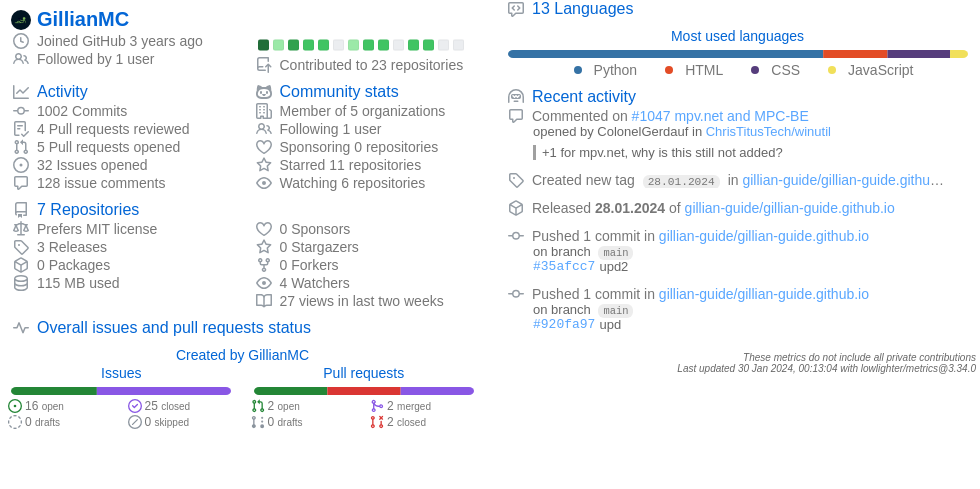 GillianMC
Joined GitHub 3 years ago
Followed by 1 user
Contributed to 23 repositories
Activity
1002 Commits
4 Pull requests reviewed
5 Pull requests opened
32 Issues opened
128 issue comments
Community stats
Member of 5 organizations
Following 1 user
Sponsoring 0 repositories
Starred 11 repositories
Watching 6 repositories
7 Repositories
Prefers MIT license
3 Releases
0 Packages
115 MB used
0 Sponsors
0 Stargazers
0 Forkers
4 Watchers
27 views in last two weeks
Overall issues and pull requests status
Created by GillianMC
Issues
16 open
25 closed
0 drafts
0 skipped
Pull requests
2 open
2 merged
0 drafts
2 closed
13 Languages
Most used languages
Python HTML CSS JavaScript
Recent activity
Commented on #1047 mpv.net and MPC-BE
opened by ColonelGerdauf in ChrisTitusTech/winutil
+1 for mpv.net, why is this still not added?
Created new tag 28.01.2024 in gillian-guide/gillian-guide.githu…
Released 28.01.2024 of gillian-guide/gillian-guide.github.io
Pushed 1 commit in gillian-guide/gillian-guide.github.io
on branch main
#35afcc7 upd2
Pushed 1 commit in gillian-guide/gillian-guide.github.io
on branch main
#920fa97 upd
These metrics do not include all private contributions
Last updated 30 Jan 2024, 00:13:04 with lowlighter/metrics@3.34.0